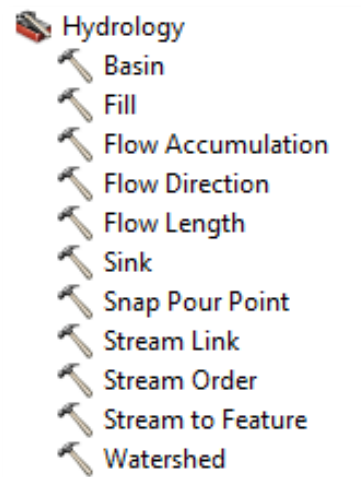 Hydrology
Basin
Fill
Flow Accumulation
Flow Direction
Flow Length
Sink
Snap Pour Point
Stream Link
Stream Order
Stream to Feature
Watershed